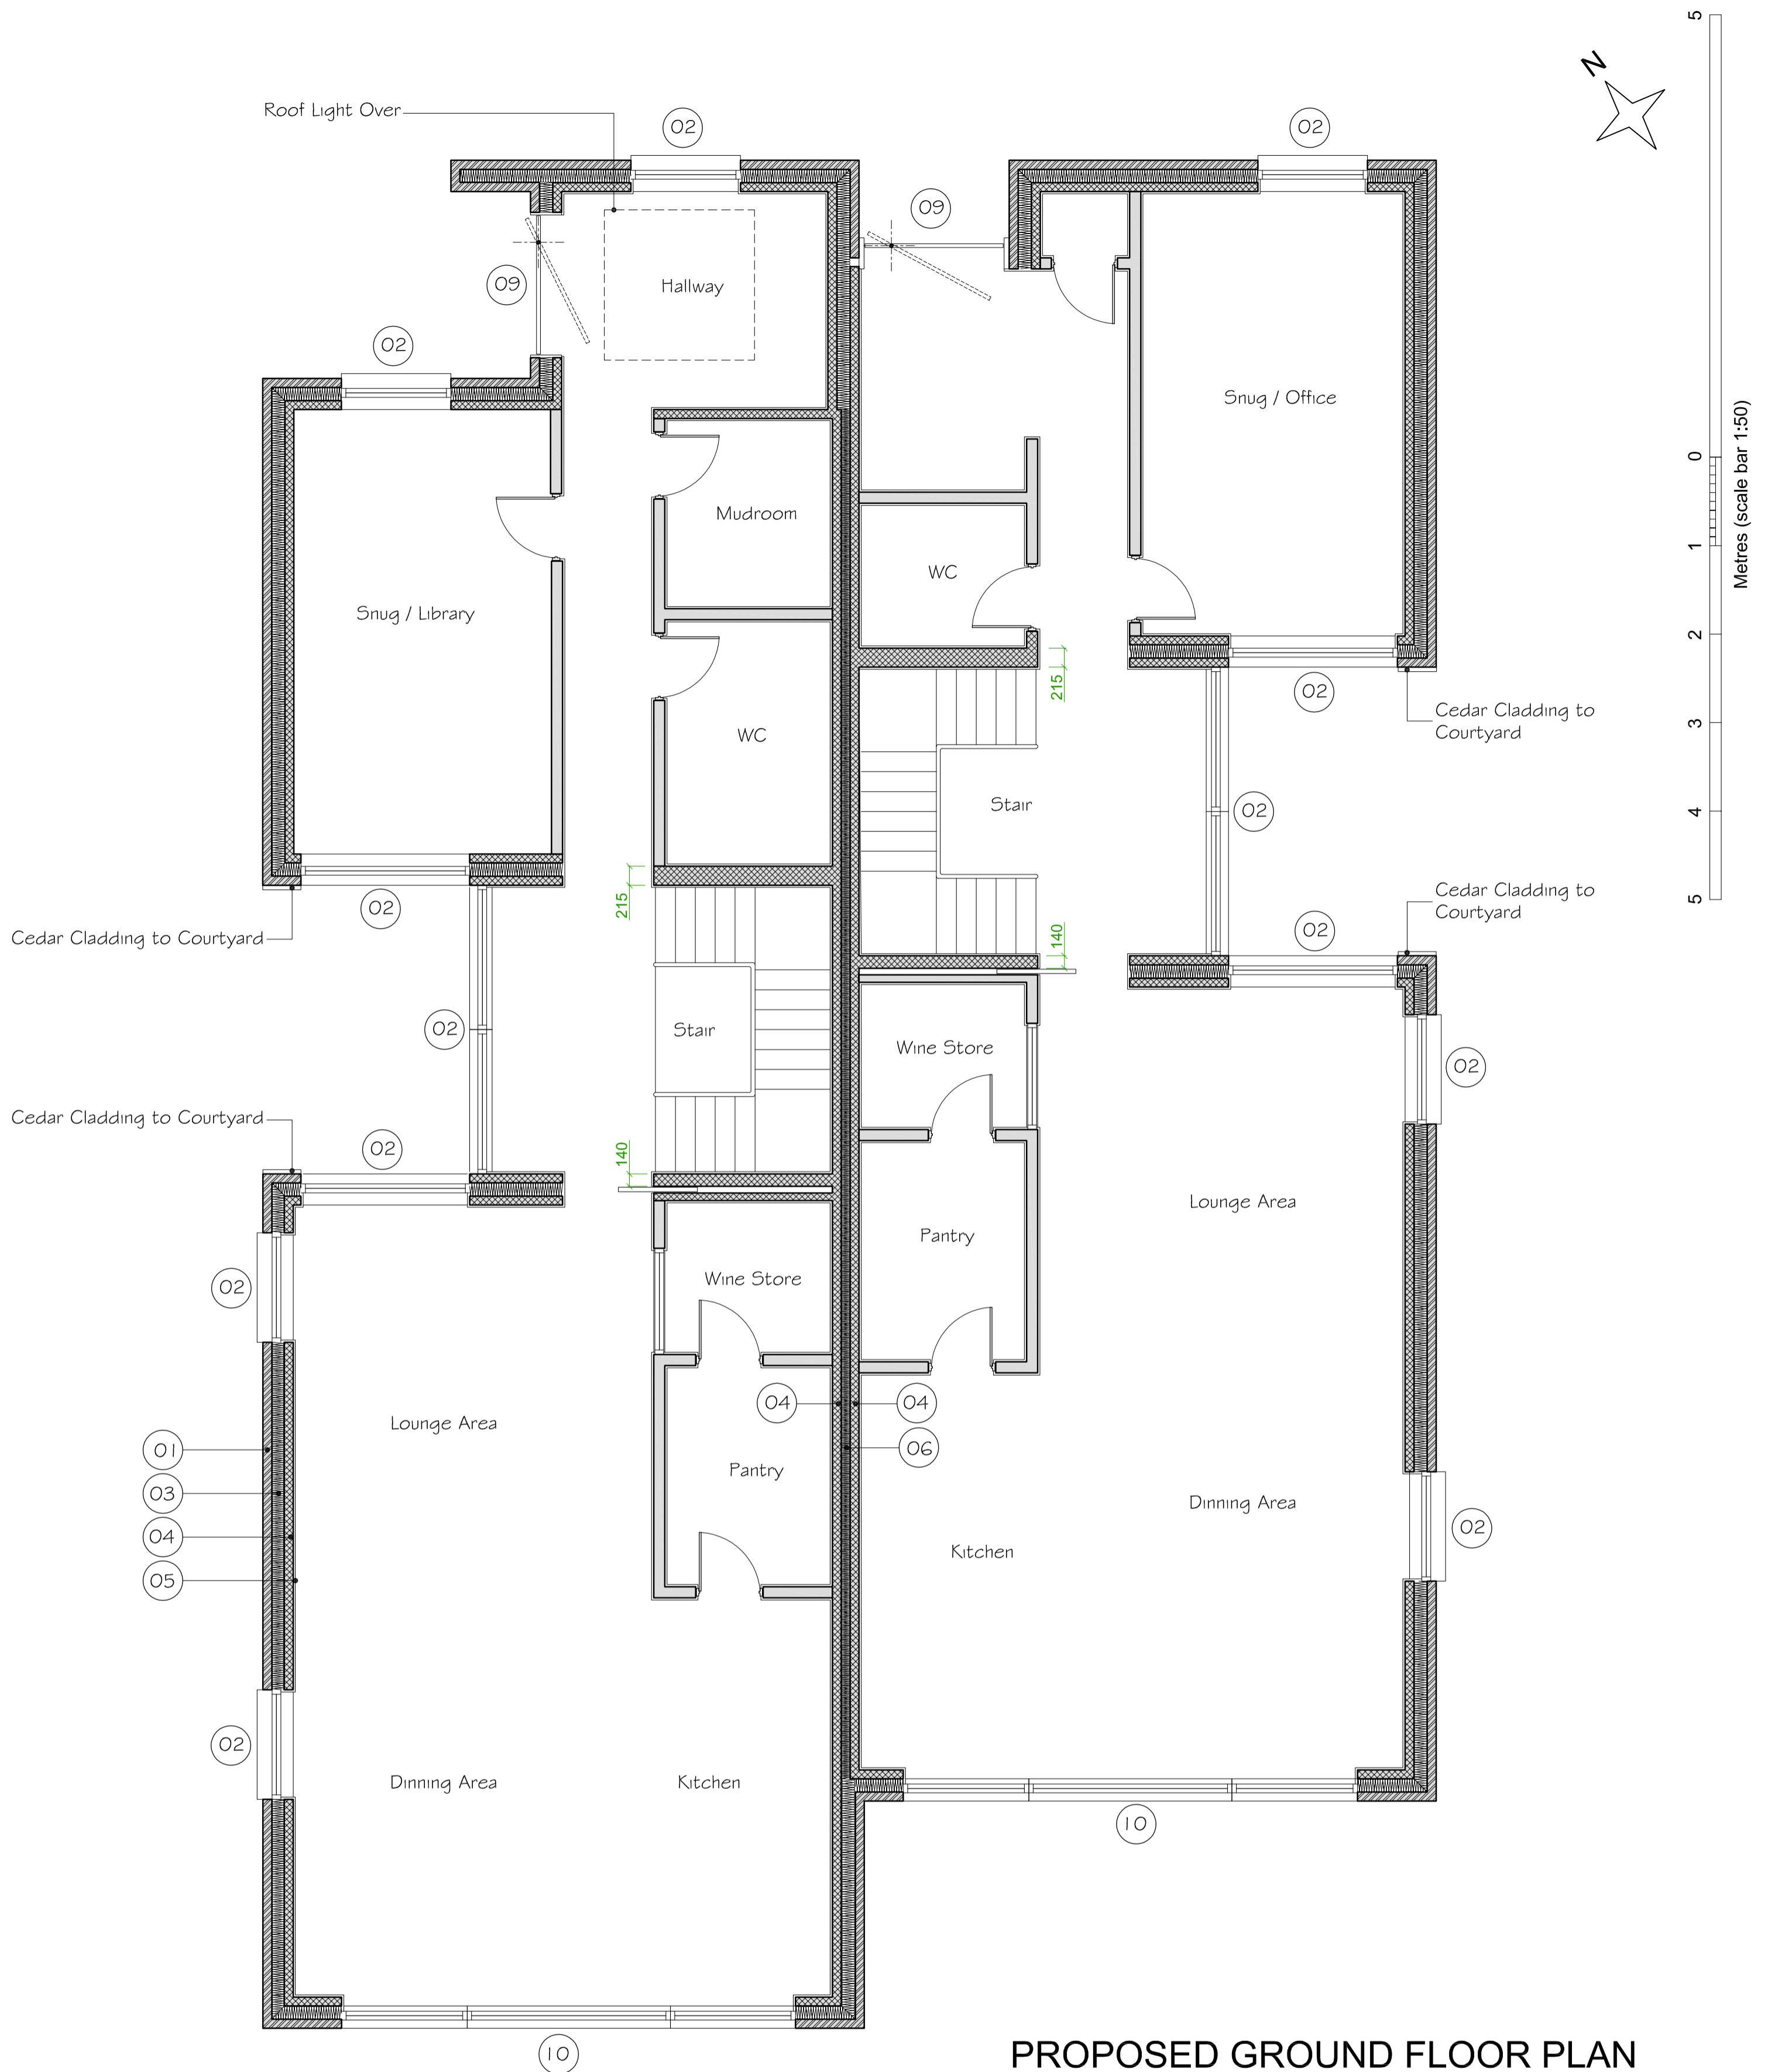 5
N
Roof Light Over
02
02
09
09
Hallway
02
Snug / Office
0
Metres (scale bar 1:50)
Mudroom
1
WC
Snug / Library
2
215
02
Cedar Cladding to
Courtyard
3
WC
Stair
02
4
215
02
Cedar Cladding to
Courtyard
5
Cedar Cladding to Courtyard
140
02
02
Stair
Wine Store
02
Cedar Cladding to Courtyard
02
140
Lounge Area
Pantry
Wine Store
02
04
04
Lounge Area
01
06
Pantry
03
Dinning Area
02
04
Kitchen
05
02
Dinning Area
Kitchen
10
10
PROPOSED GROUND FLOOR PLAN